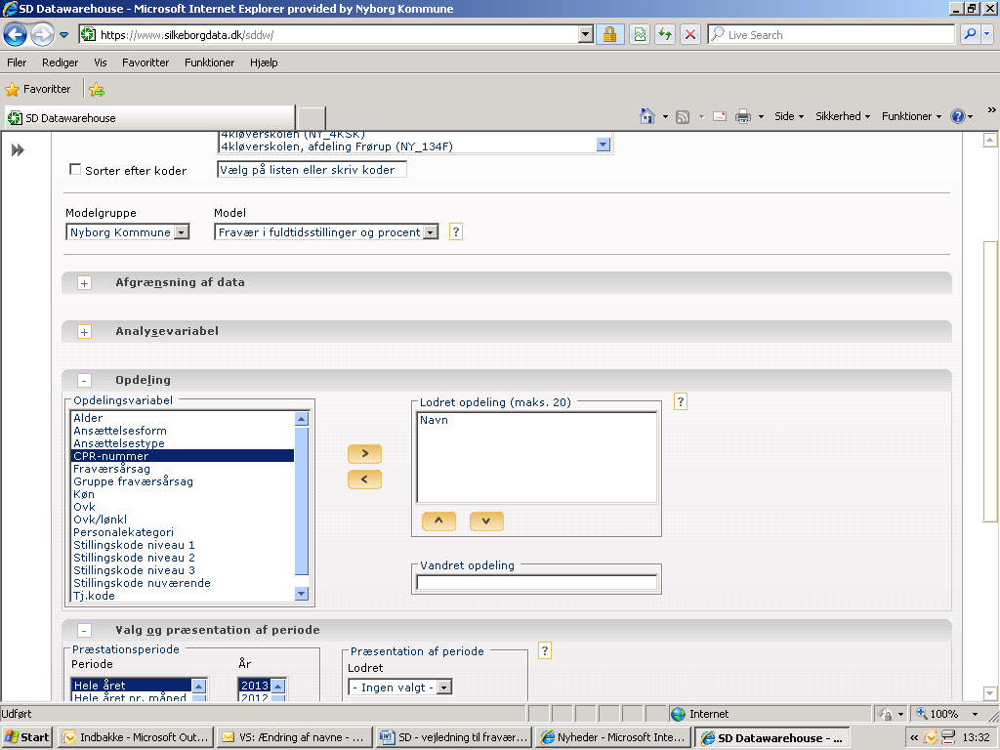 SD Datawarehouse - Microsoft Internet Explorer provided by Nyborg Kommune
https://www.silkeborgdata.dk/sddw/
Live Search
Filer Rediger Vis Favoritter Funktioner Hjælp
Favoritter
SD Datawarehouse
Side Sikkerhed Funktioner
4kløverskolen (NY_4KSK)
4kløverskolen, afdeling Frørup (NY_134F)
Sorter efter koder
Vælg på listen eller skriv koder
Modelgruppe
Model
Nyborg Kommune
Fravær i fuldtidsstillinger og procent
?
+ Afgrænsning af data
+ Analysevariabel
- Opdeling
Opdelingsvariabel
Alder
Ansættelsesform
Ansættelsestype
CPR-nummer
Fraværsårsag
Gruppe fraværsårsag
Køn
Ovk
Ovk/lønkl
Personalekategori
Stillingskode niveau 1
Stillingskode niveau 2
Stillingskode niveau 3
Stillingskode nuværende
Tj.kode
>
<
Lodret opdeling (maks. 20)
?
Navn
^ v
Vandret opdeling
- Valg og præsentation af periode
Præstationsperiode
Periode
År
Hele året
Hele året nr. måned
2013
2012
Præsentation af periode
?
Lodret
- Ingen valgt -
Udført
Internet
100%
Start
Indbakke - Microsoft Out...
VS: Ændring af navne - ...
SD - vejledning til fravær...
Nyheder - Microsoft Inte...
SD Datawarehouse - ...
13:32